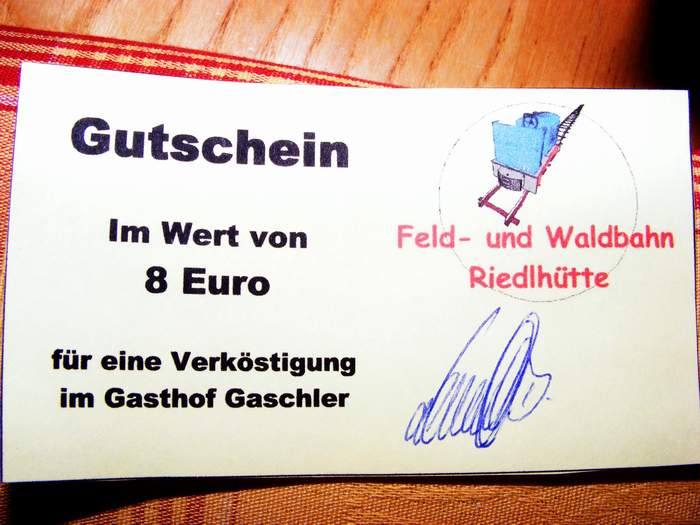 Gutschein
Im Wert von
8 Euro
für eine Verköstigung
im Gasthof Gaschler
Feld- und Waldbahn
Riedlhütte